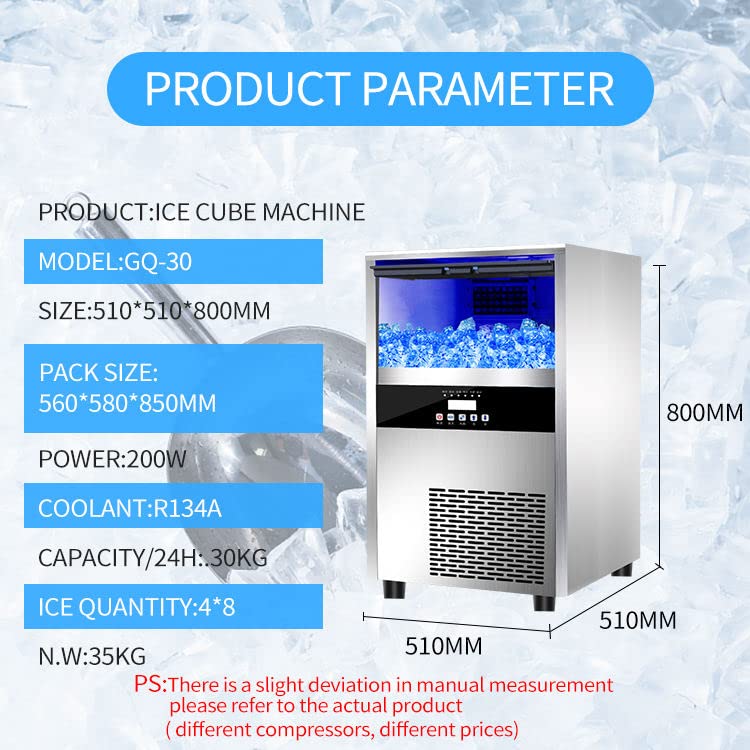 PRODUCT PARAMETER
PRODUCT:ICE CUBE MACHINE
MODEL:GQ-30
SIZE:510*510*800MM
PACK SIZE:
560*580*850MM
POWER:200W
COOLANT:R134A
CAPACITY/24H:.30KG
ICE QUANTITY:4*8
N.W:35KG
800MM
510MM
510MM
PS:There is a slight deviation in manual measurement
please refer to the actual product
( different compressors, different prices)